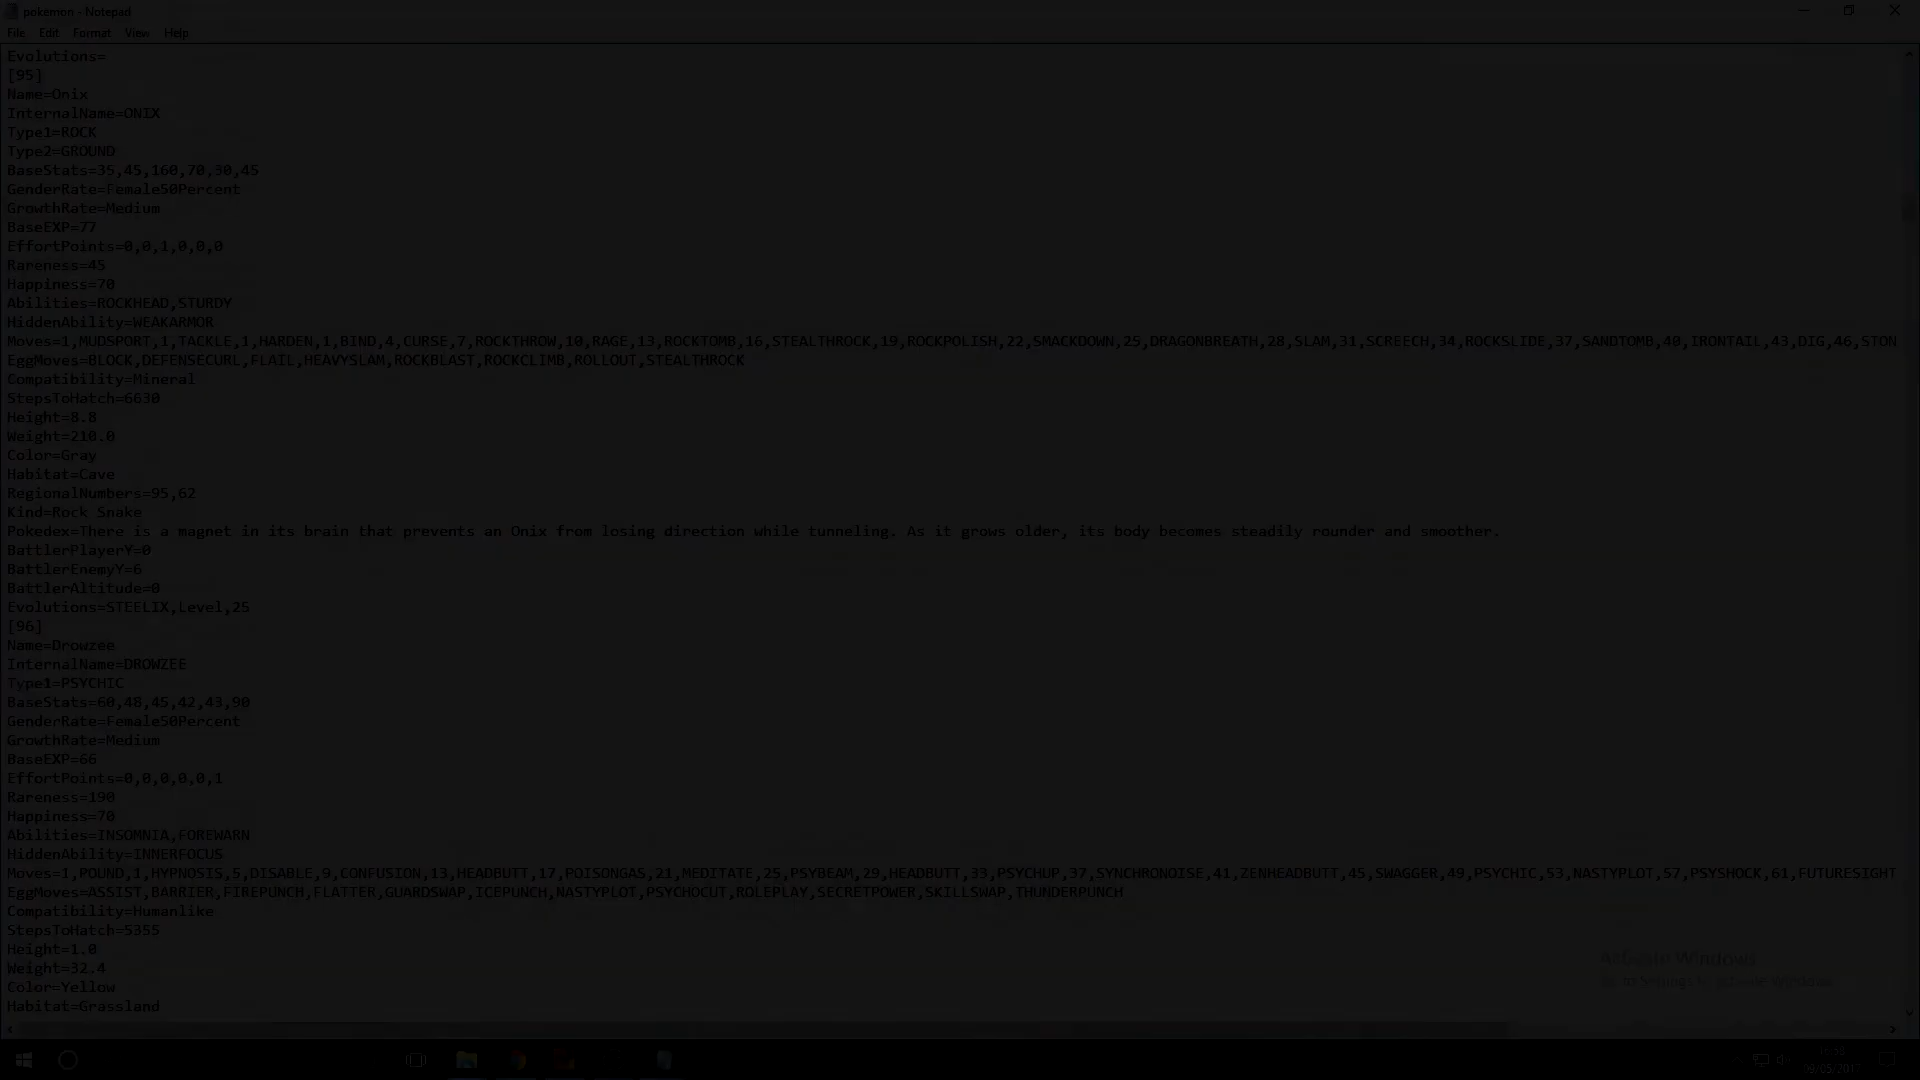 pokemon - Notepad
File Edit Format View Help
Evolutions=
[95]
Name=Onix
InternalName=ONIX
Type1=ROCK
Type2=GROUND
BaseStats=35,45,160,70,30,45
GenderRate=Female50Percent
GrowthRate=Medium
BaseEXP=77
EffortPoints=0,0,1,0,0,0
Rareness=45
Happiness=70
Abilities=ROCKHEAD,STURDY
HiddenAbility=WEAKARMOR
Moves=1,MUDSPORT,1,TACKLE,1,HARDEN,1,BIND,4,CURSE,7,ROCKTHROW,10,RAGE,13,ROCKTOMB,16,STEALTHROCK,19,ROCKPOLISH,22,SMACKDOWN,25,DRAGONBREATH,28,SLAM,31,SCREECH,34,ROCKSLIDE,37,SANDTOMB,40,IRONTAIL,43,DIG,46,STON
EggMoves=BLOCK,DEFENSECURL,FLAIL,HEAVYSLAM,ROCKBLAST,ROCKCLIMB,ROLLOUT,STEALTHROCK
Compatibility=Mineral
StepsToHatch=6630
Height=8.8
Weight=210.0
Color=Gray
Habitat=Cave
RegionalNumbers=95,62
Kind=Rock Snake
Pokedex=There is a magnet in its brain that prevents an Onix from losing direction while tunneling. As it grows older, its body becomes steadily rounder and smoother.
BattlerPlayerY=0
BattlerEnemyY=6
BattlerAltitude=0
Evolutions=STEELIX,Level,25
[96]
Name=Drowzee
InternalName=DROWZEE
Type1=PSYCHIC
BaseStats=60,48,45,42,43,90
GenderRate=Female50Percent
GrowthRate=Medium
BaseEXP=66
EffortPoints=0,0,0,0,0,1
Rareness=190
Happiness=70
Abilities=INSOMNIA,FOREWARN
HiddenAbility=INNERFOCUS
Moves=1,POUND,1,HYPNOSIS,5,DISABLE,9,CONFUSION,13,HEADBUTT,17,POISONGAS,21,MEDITATE,25,PSYBEAM,29,HEADBUTT,33,PSYCHUP,37,SYNCHRONOISE,41,ZENHEADBUTT,45,SWAGGER,49,PSYCHIC,53,NASTYPLOT,57,PSYSHOCK,61,FUTURESIGHT
EggMoves=ASSIST,BARRIER,FIREPUNCH,FLATTER,GUARDSWAP,ICEPUNCH,NASTYPLOT,PSYCHOCUT,ROLEPLAY,SECRETPOWER,SKILLSWAP,THUNDERPUNCH
Compatibility=Humanlike
StepsToHatch=5355
Height=1.0
Weight=32.4
Color=Yellow
Habitat=Grassland
Activate Windows
Go to Settings to activate Windows.
09/05/2017